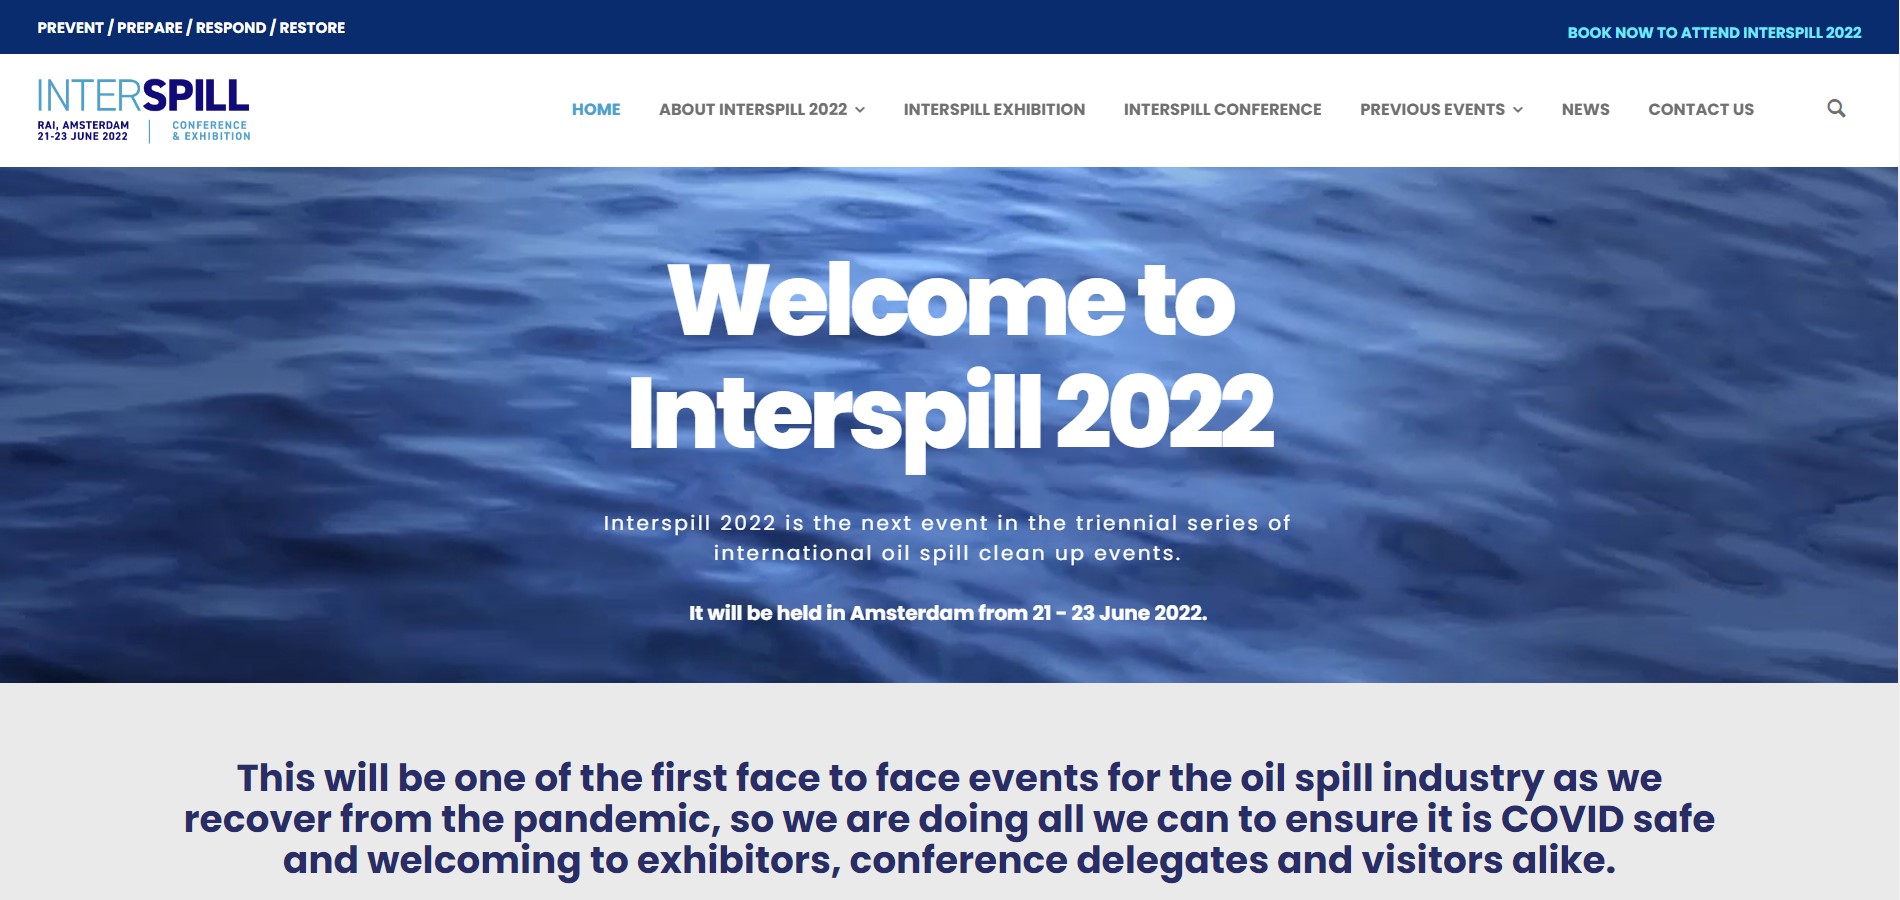 PREVENT / PREPARE / RESPOND / RESTORE
BOOK NOW TO ATTEND INTERSPILL 2022
INTERSPILL
RAI, AMSTERDAM
21-23 JUNE 2022
CONFERENCE
& EXHIBITION
HOME
ABOUT INTERSPILL 2022
INTERSPILL EXHIBITION
INTERSPILL CONFERENCE
PREVIOUS EVENTS
NEWS
CONTACT US
Welcome to
Interspill 2022
Interspill 2022 is the next event in the triennial series of
international oil spill clean up events.
It will be held in Amsterdam from 21 - 23 June 2022.
This will be one of the first face to face events for the oil spill industry as we
recover from the pandemic, so we are doing all we can to ensure it is COVID safe
and welcoming to exhibitors, conference delegates and visitors alike.